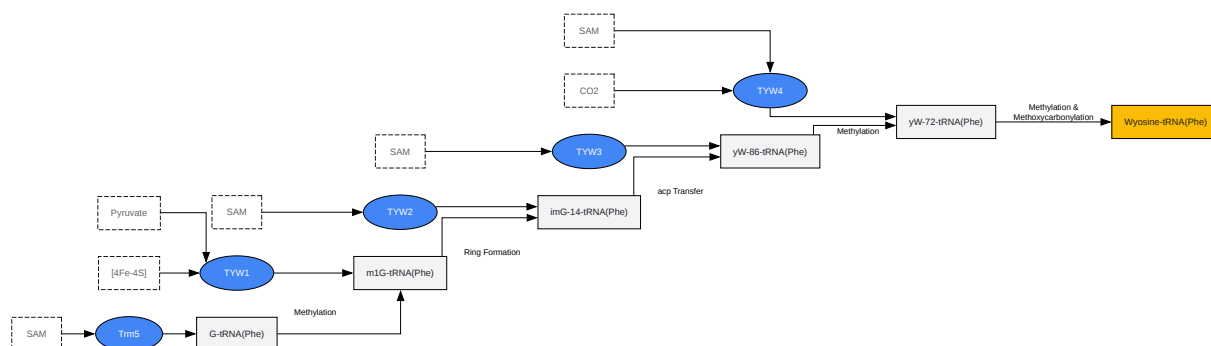 SAM
CO2
TYW4
yW-72-tRNA(Phe)
Methylation &
Methoxycarbonylation
Wyosine-tRNA(Phe)
Methylation
SAM
TYW3
yW-86-tRNA(Phe)
acp Transfer
Pyruvate
SAM
TYW2
imG-14-tRNA(Phe)
Ring Formation
[4Fe-4S]
TYW1
m1G-tRNA(Phe)
Methylation
SAM
Trm5
G-tRNA(Phe)